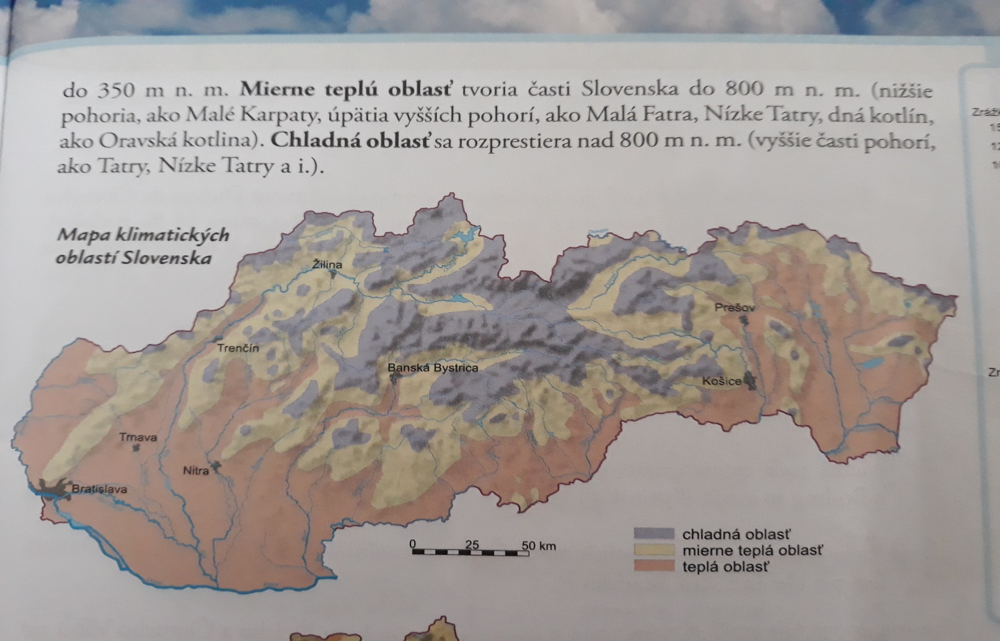 do 350 m n. m. Mierne teplú oblasť tvoria časti Slovenska do 800 m n. m. (nižšie
pohoria, ako Malé Karpaty, úpätia vyšších pohorí, ako Malá Fatra, Nízke Tatry, dná kotlín,
ako Oravská kotlina). Chladná oblasť sa rozprestiera nad 800 m n. m. (vyššie časti pohorí,
ako Tatry, Nízke Tatry a i.).
Mapa klimatických
oblastí Slovenska
Žilina
Prešov
Trenčín
Banská Bystrica
Košice
Trnava
Nitra
Bratislava
0 25 50 km
chladná oblasť
mierne teplá oblasť
teplá oblasť